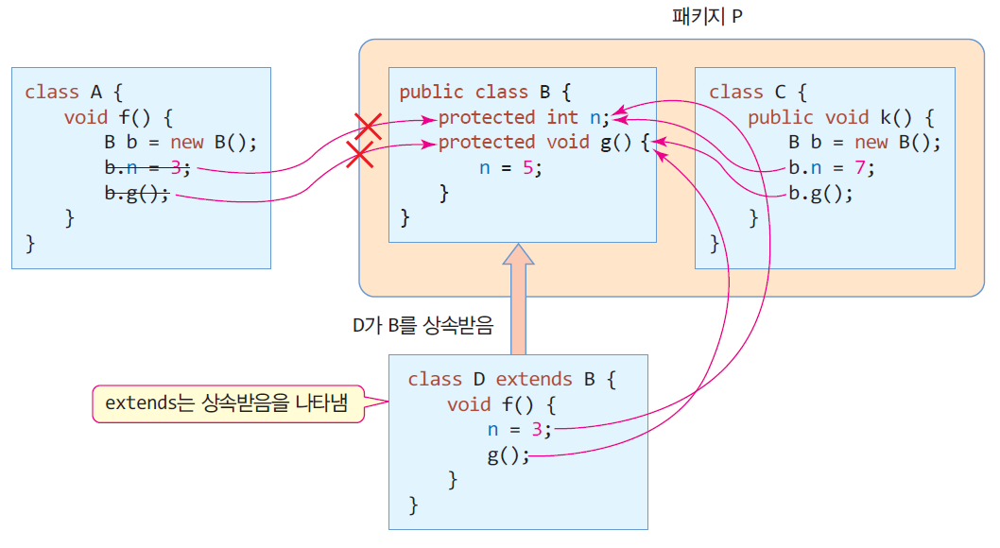 패키지 P
class A {
void f() {
B b = new B();
b.n = 3;
b.g();
}
}
public class B {
protected int n;
protected void g() {
n = 5;
}
}
class C {
public void k() {
B b = new B();
b.n = 7;
b.g();
}
}
D가 B를 상속받음
extends는 상속받음을 나타냄
class D extends B {
void f() {
n = 3;
g();
}
}